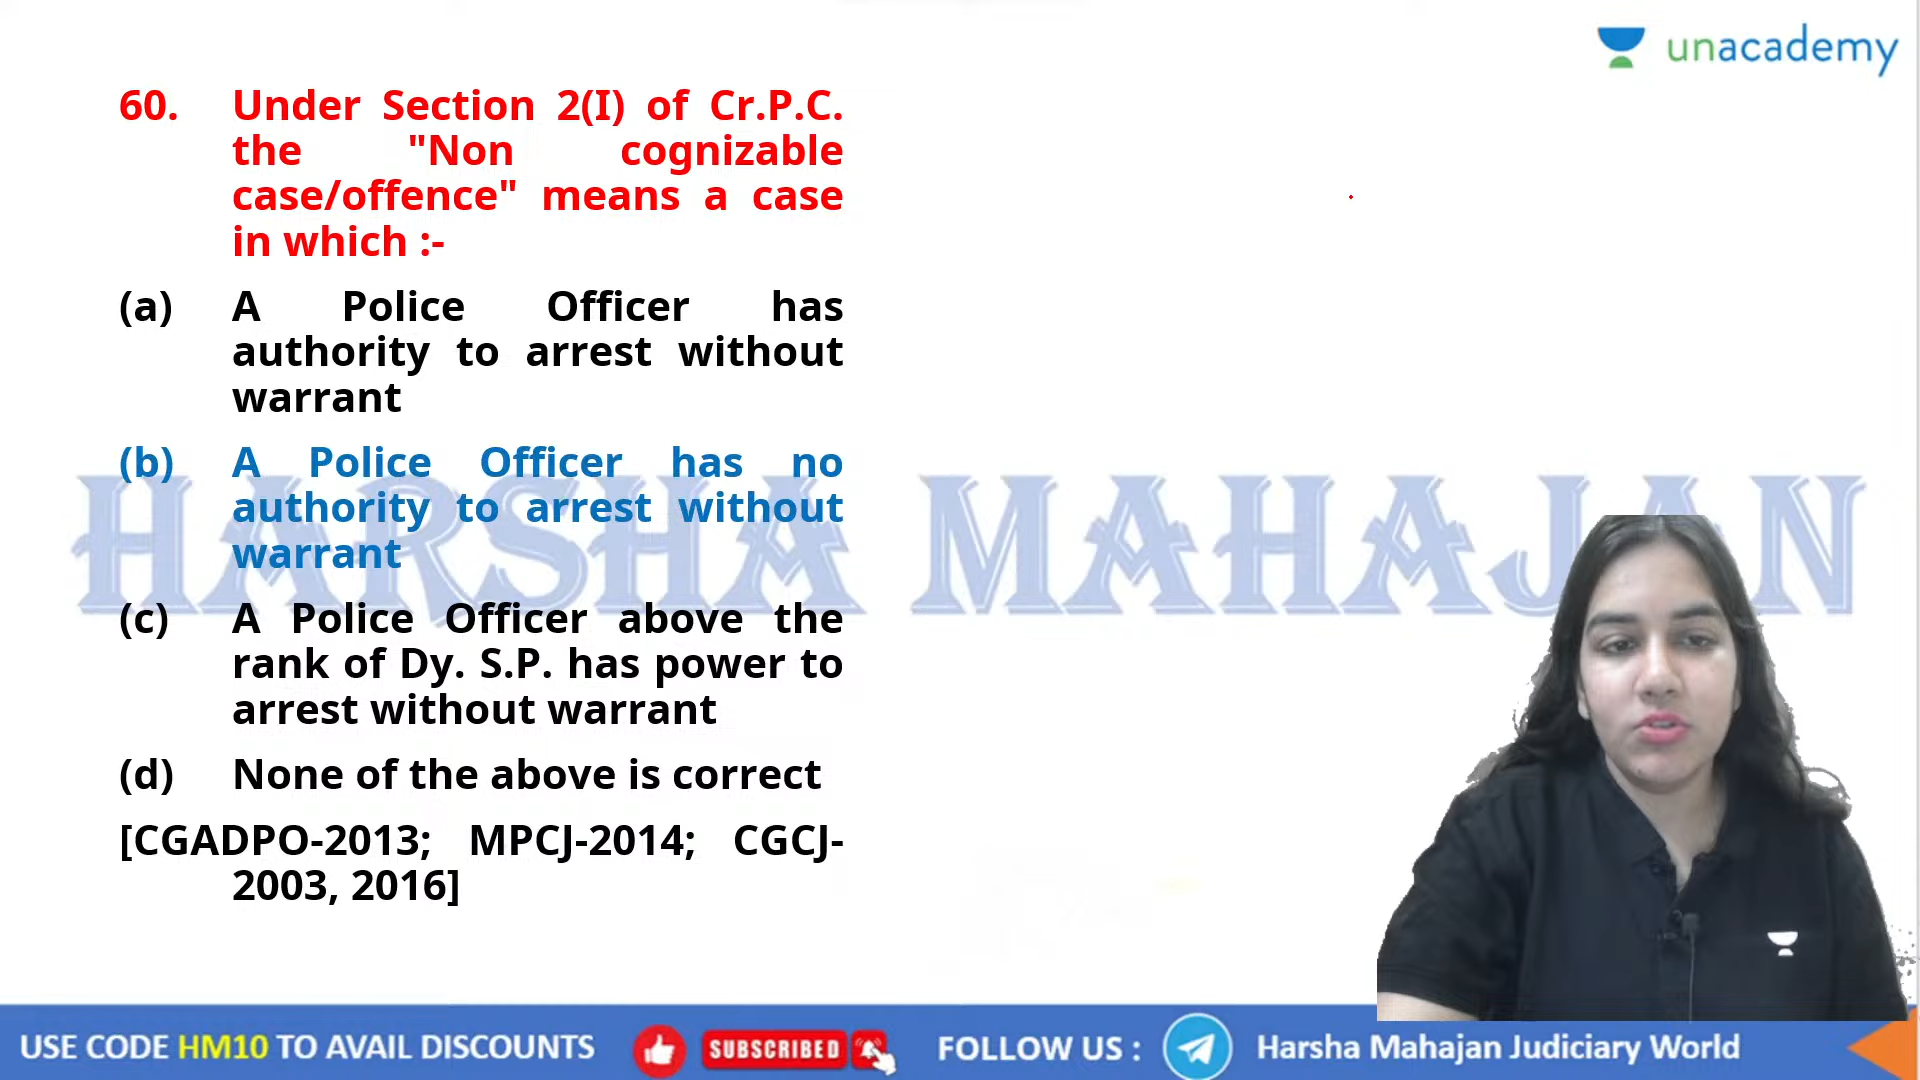 unacademy
60. Under Section 2(I) of Cr.P.C.
the "Non cognizable
case/offence" means a case
in which :-
(a) A Police Officer has
authority to arrest without
warrant
(b) A Police Officer has no
authority to arrest without
warrant
(c) A Police Officer above the
rank of Dy. S.P. has power to
arrest without warrant
(d) None of the above is correct
[CGADPO-2013; MPCJ-2014; CGCJ-
2003, 2016]
HARSHA MAHAJAN
USE CODE HM10 TO AVAIL DISCOUNTS
SUBSCRIBED
FOLLOW US :
Harsha Mahajan Judiciary World